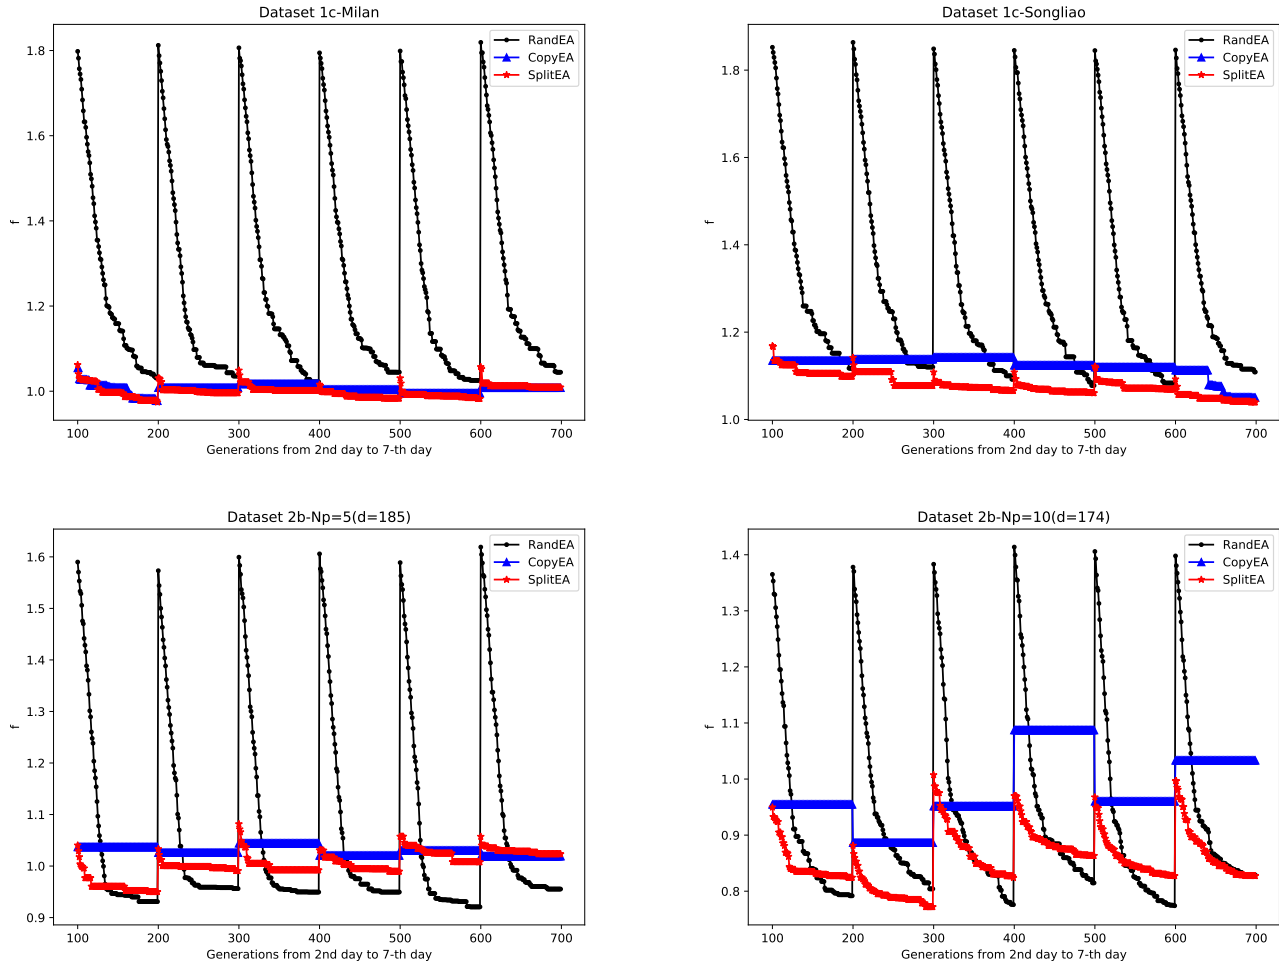 Dataset 1c-Milan
RandEA
CopyEA
SplitEA
f
1.8
1.6
1.4
1.2
1.0
100 200 300 400 500 600 700
Generations from 2nd day to 7-th day
Dataset 1c-Songliao
RandEA
CopyEA
SplitEA
f
1.8
1.6
1.4
1.2
1.0
100 200 300 400 500 600 700
Generations from 2nd day to 7-th day
Dataset 2b-Np=5(d=185)
RandEA
CopyEA
SplitEA
f
1.6
1.5
1.4
1.3
1.2
1.1
1.0
0.9
100 200 300 400 500 600 700
Generations from 2nd day to 7-th day
Dataset 2b-Np=10(d=174)
RandEA
CopyEA
SplitEA
f
1.4
1.3
1.2
1.1
1.0
0.9
0.8
100 200 300 400 500 600 700
Generations from 2nd day to 7-th day